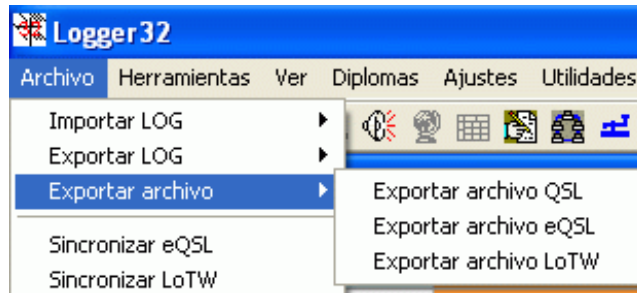 Logger32
Archivo Herramientas Ver Diplomas Ajustes Utilidades
Importar LOG
Exportar LOG
Exportar archivo
Exportar archivo QSL
Exportar archivo eQSL
Exportar archivo LoTW
Sincronizar eQSL
Sincronizar LoTW